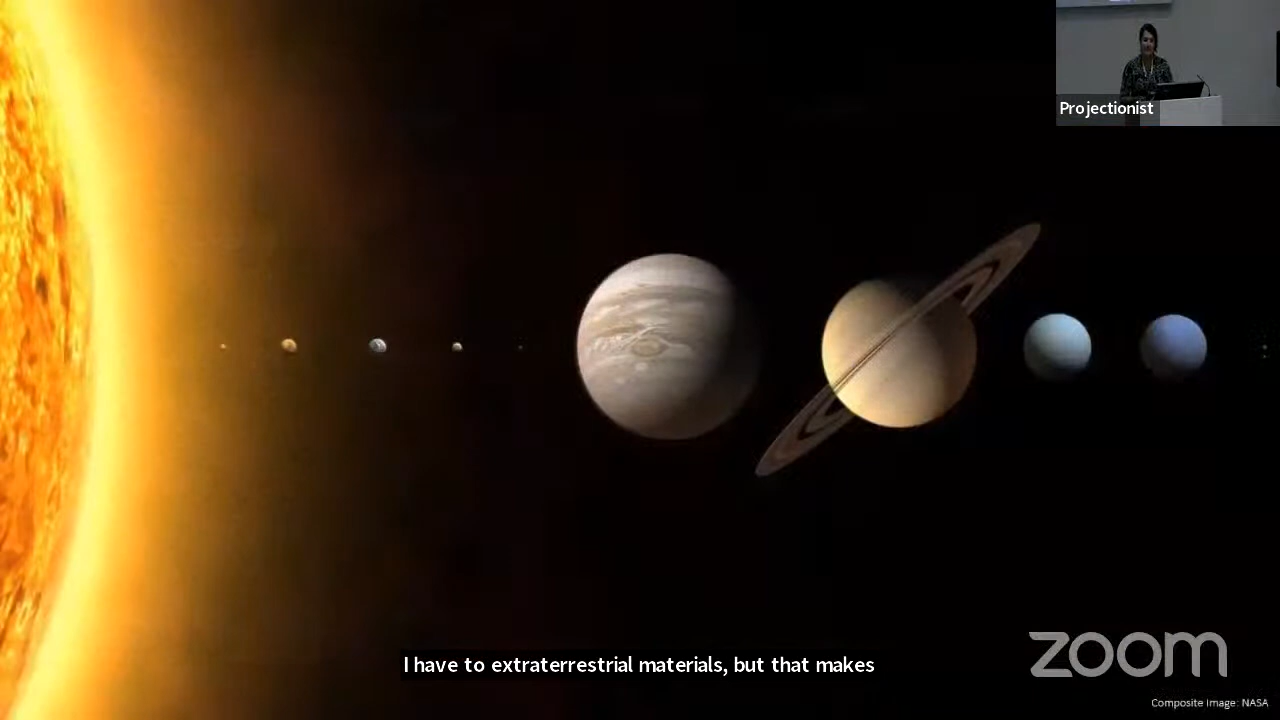 Projectionist
I have to extraterrestrial materials, but that makes
zoom
Composite Image: NASA